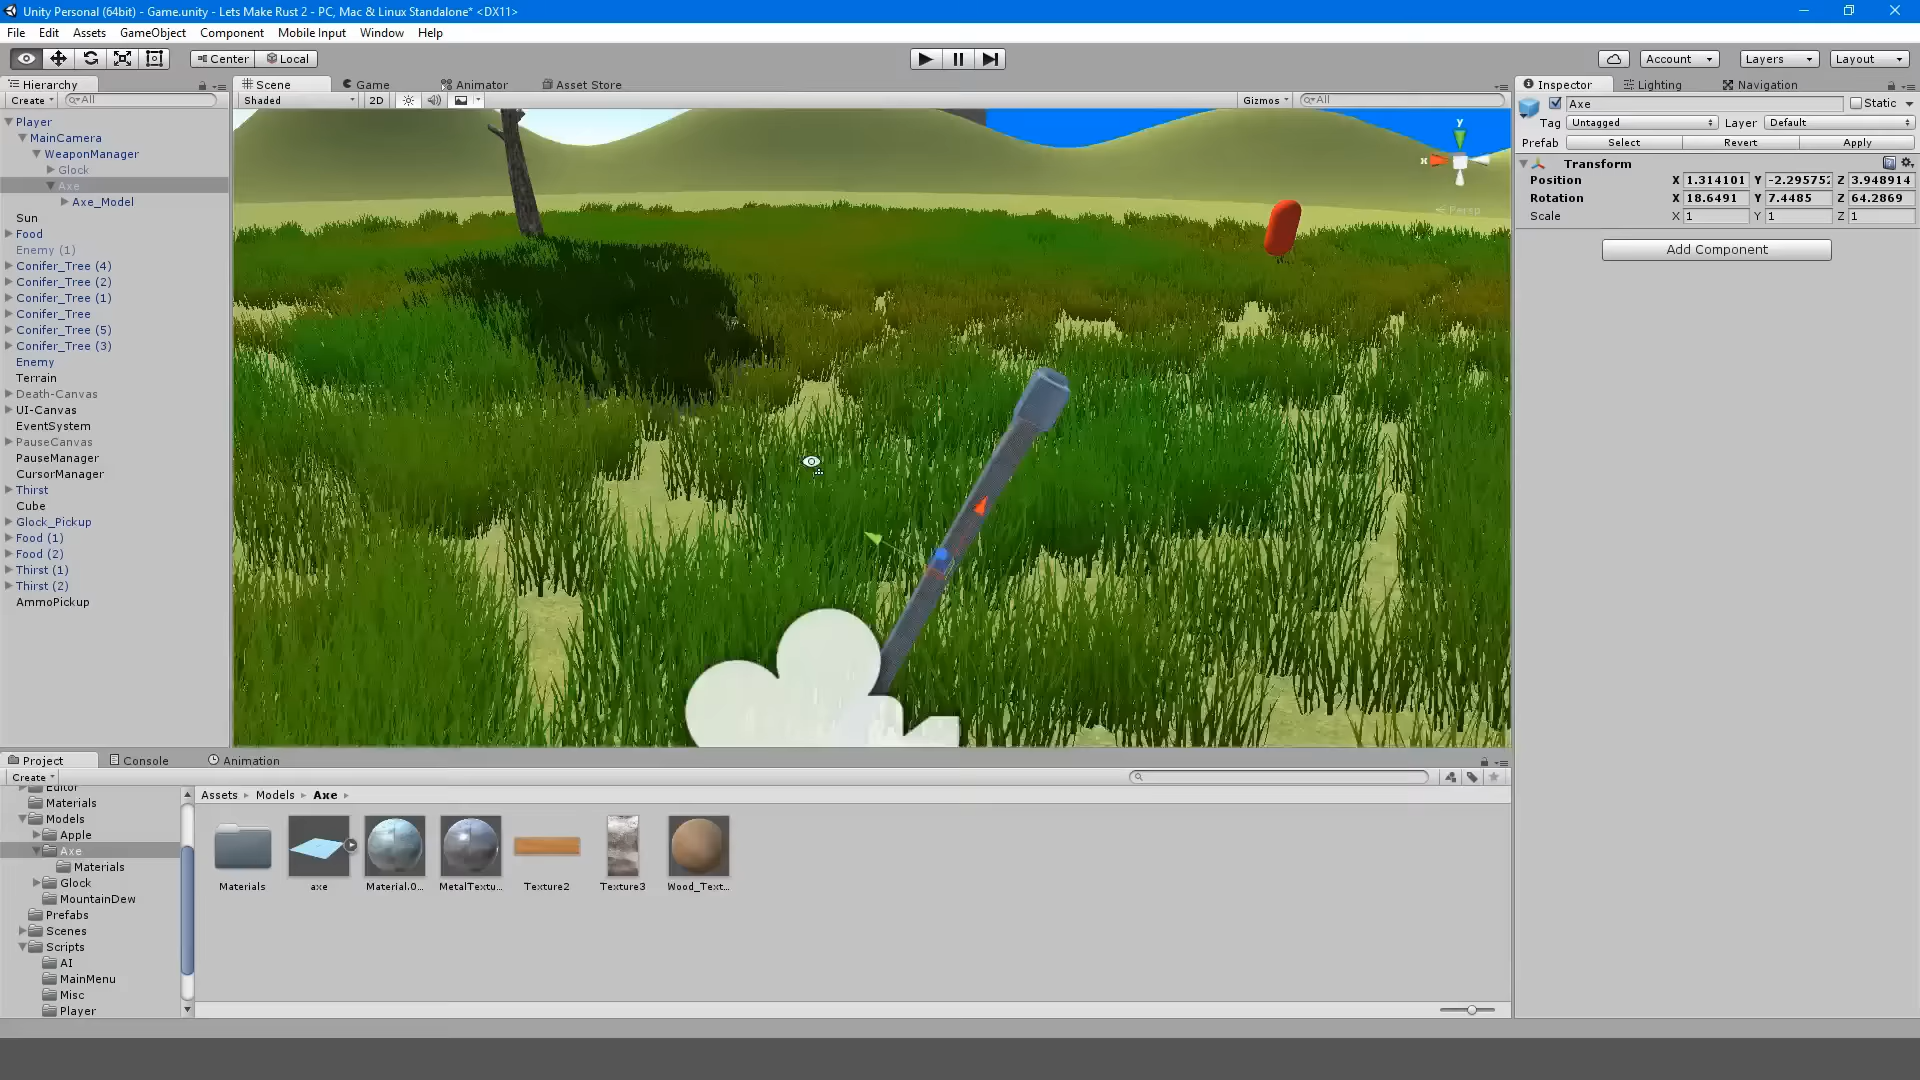 Unity Personal (64bit) - Game.unity - Lets Make Rust 2 - PC, Mac & Linux Standalone* <DX11>
File Edit Assets GameObject Component Mobile Input Window Help
Center Local Account Layers Layout
Hierarchy
Create All
Player
MainCamera
WeaponManager
Glock
Axe
Axe_Model
Sun
Food
Enemy (1)
Conifer_Tree (4)
Conifer_Tree (2)
Conifer_Tree (1)
Conifer_Tree
Conifer_Tree (5)
Conifer_Tree (3)
Enemy
Terrain
Death-Canvas
UI-Canvas
EventSystem
PauseCanvas
PauseManager
CursorManager
Thirst
Cube
Glock_Pickup
Food (1)
Food (2)
Thirst (1)
Thirst (2)
AmmoPickup
Scene Game Animator Asset Store
Shaded 2D Gizmos All
y
x
Persp
Inspector Lighting Navigation
Axe Static
Tag Untagged Layer Default
Prefab Select Revert Apply
Transform
Position X 1.314101 Y -2.295752 Z 3.948914
Rotation X 18.6491 Y 7.4485 Z 64.2869
Scale X 1 Y 1 Z 1
Add Component
Project Console Animation
Create
Editor
Materials
Models
Apple
Axe
Materials
Glock
MountainDew
Prefabs
Scenes
Scripts
AI
MainMenu
Misc
Player
Assets Models Axe
Materials axe Material.0... MetalTextu... Texture2 Texture3 Wood_Text...